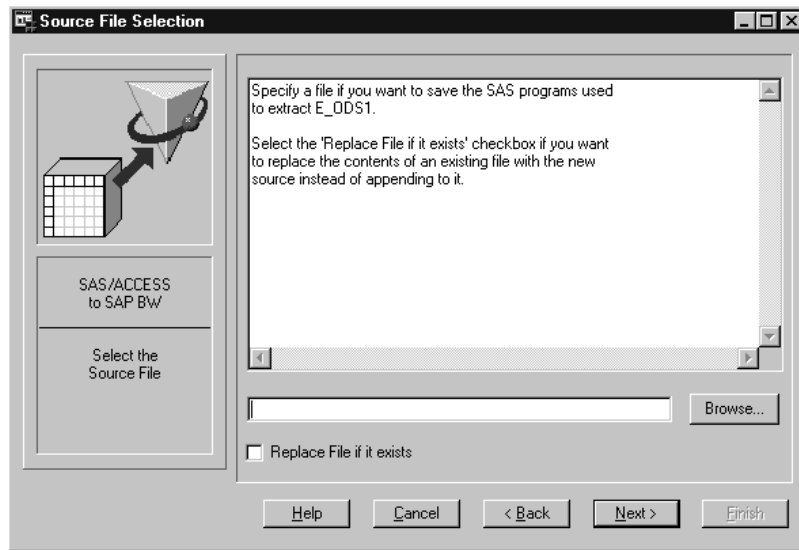 Source File Selection
Specify a file if you want to save the SAS programs used
to extract E_ODS1.
Select the 'Replace File if it exists' checkbox if you want
to replace the contents of an existing file with the new
source instead of appending to it.
SAS/ACCESS
to SAP BW
Select the
Source File
Browse...
Replace File if it exists
Help
Cancel
< Back
Next >
Finish